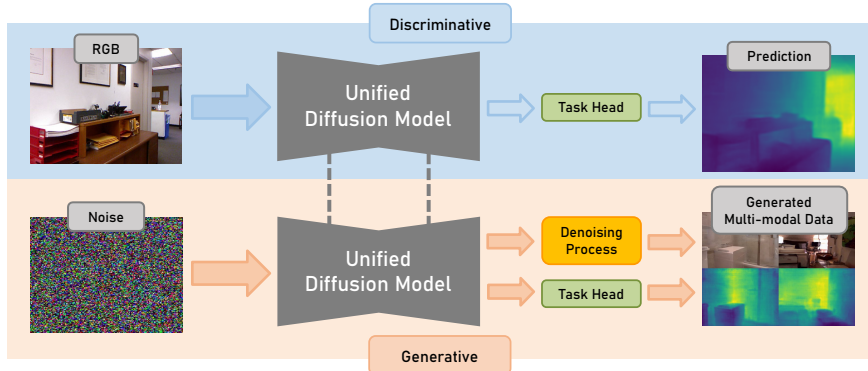 Discriminative
RGB
Unified
Diffusion Model
Task Head
Prediction
Noise
Unified
Diffusion Model
Denoising
Process
Task Head
Generated
Multi-modal Data
Generative